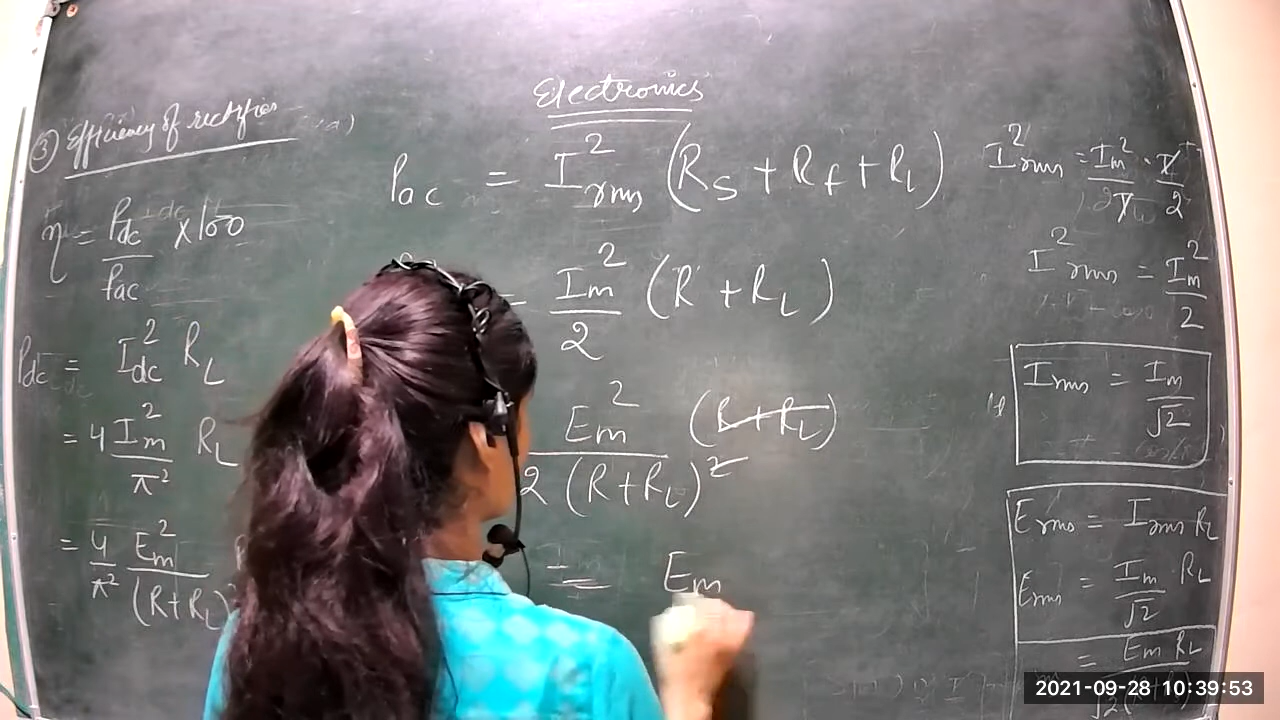 Electronics
③ Efficiency of rectifier
η = Pdc / Pac × 100
Pdc = I²dc RL
= 4 Im² / π² RL
= 4 / π² Em² / (R+RL)
Pac = I²rms (Rs + Rf + RL)
= Im² / 2 (R + RL)
Em² / 2 (R+RL)² (R+RL)
Em
I²rms = Im² / 2π · π / 2
I²rms = Im² / 2
Irms = Im / √2
Erms = Irms RL
Erms = Im / √2 RL
= Em RL
2021-09-28 10:39:53